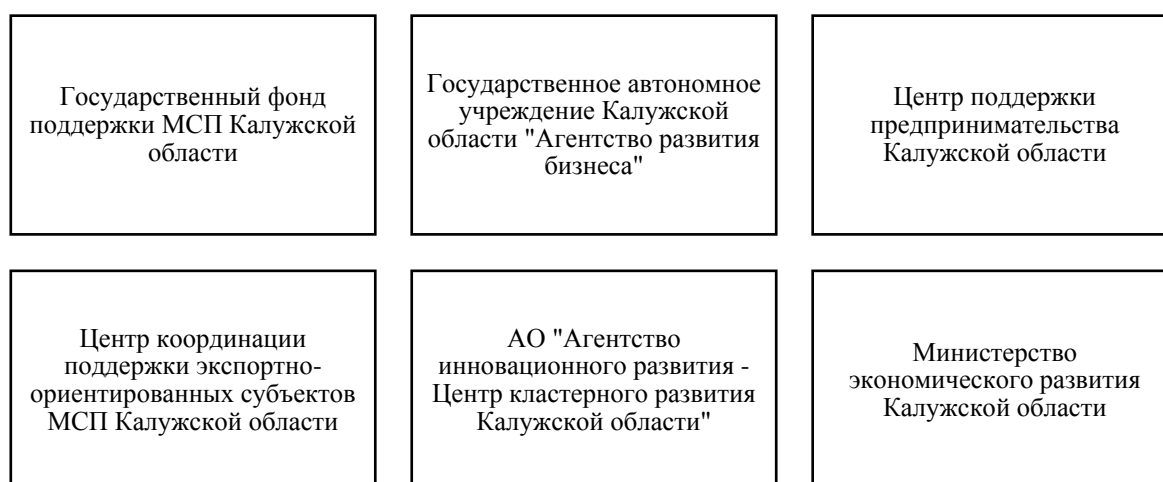 Государственный фонд
поддержки МСП Калужской
области
Государственное автономное
учреждение Калужской
области "Агентство развития
бизнеса"
Центр поддержки
предпринимательства
Калужской области
Центр координации
поддержки экспортно-
ориентированных субъектов
МСП Калужской области
АО "Агентство
инновационного развития -
Центр кластерного развития
Калужской области"
Министерство
экономического развития
Калужской области